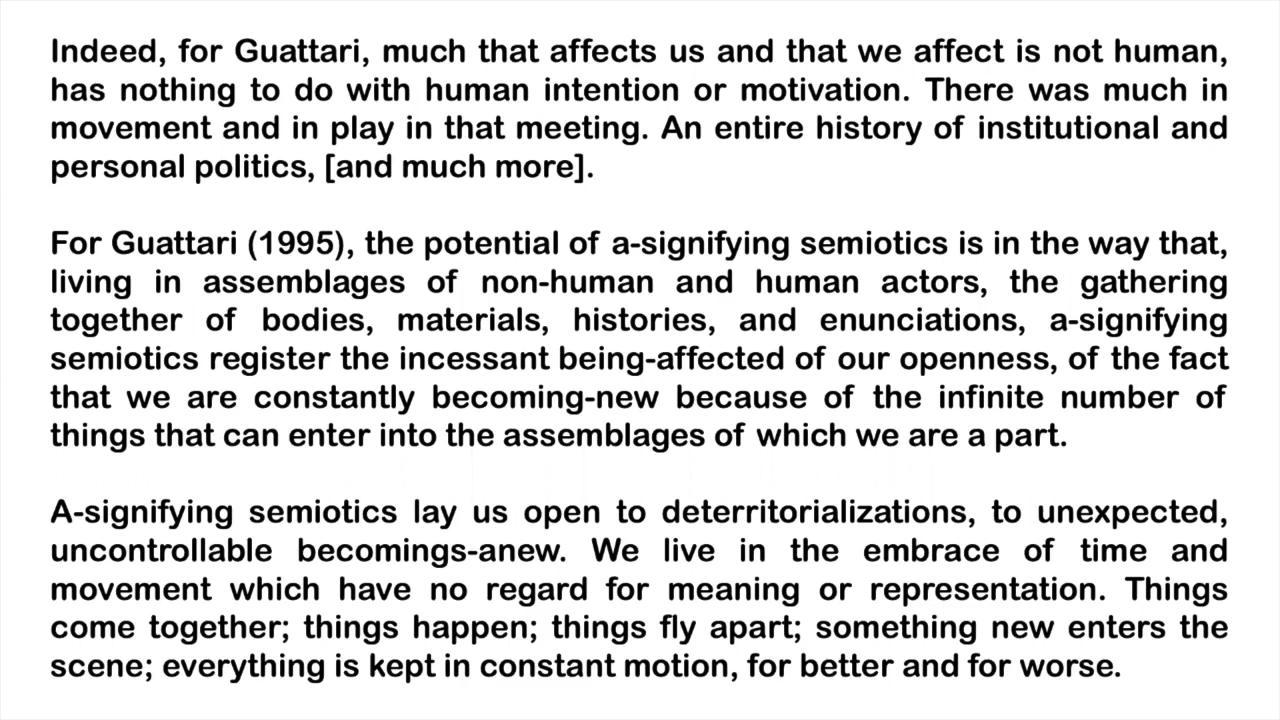 Indeed, for Guattari, much that affects us and that we affect is not human,
has nothing to do with human intention or motivation. There was much in
movement and in play in that meeting. An entire history of institutional and
personal politics, [and much more].
For Guattari (1995), the potential of a-signifying semiotics is in the way that,
living in assemblages of non-human and human actors, the gathering
together of bodies, materials, histories, and enunciations, a-signifying
semiotics register the incessant being-affected of our openness, of the fact
that we are constantly becoming-new because of the infinite number of
things that can enter into the assemblages of which we are a part.
A-signifying semiotics lay us open to deterritorializations, to unexpected,
uncontrollable becomings-anew. We live in the embrace of time and
movement which have no regard for meaning or representation. Things
come together; things happen; things fly apart; something new enters the
scene; everything is kept in constant motion, for better and for worse.